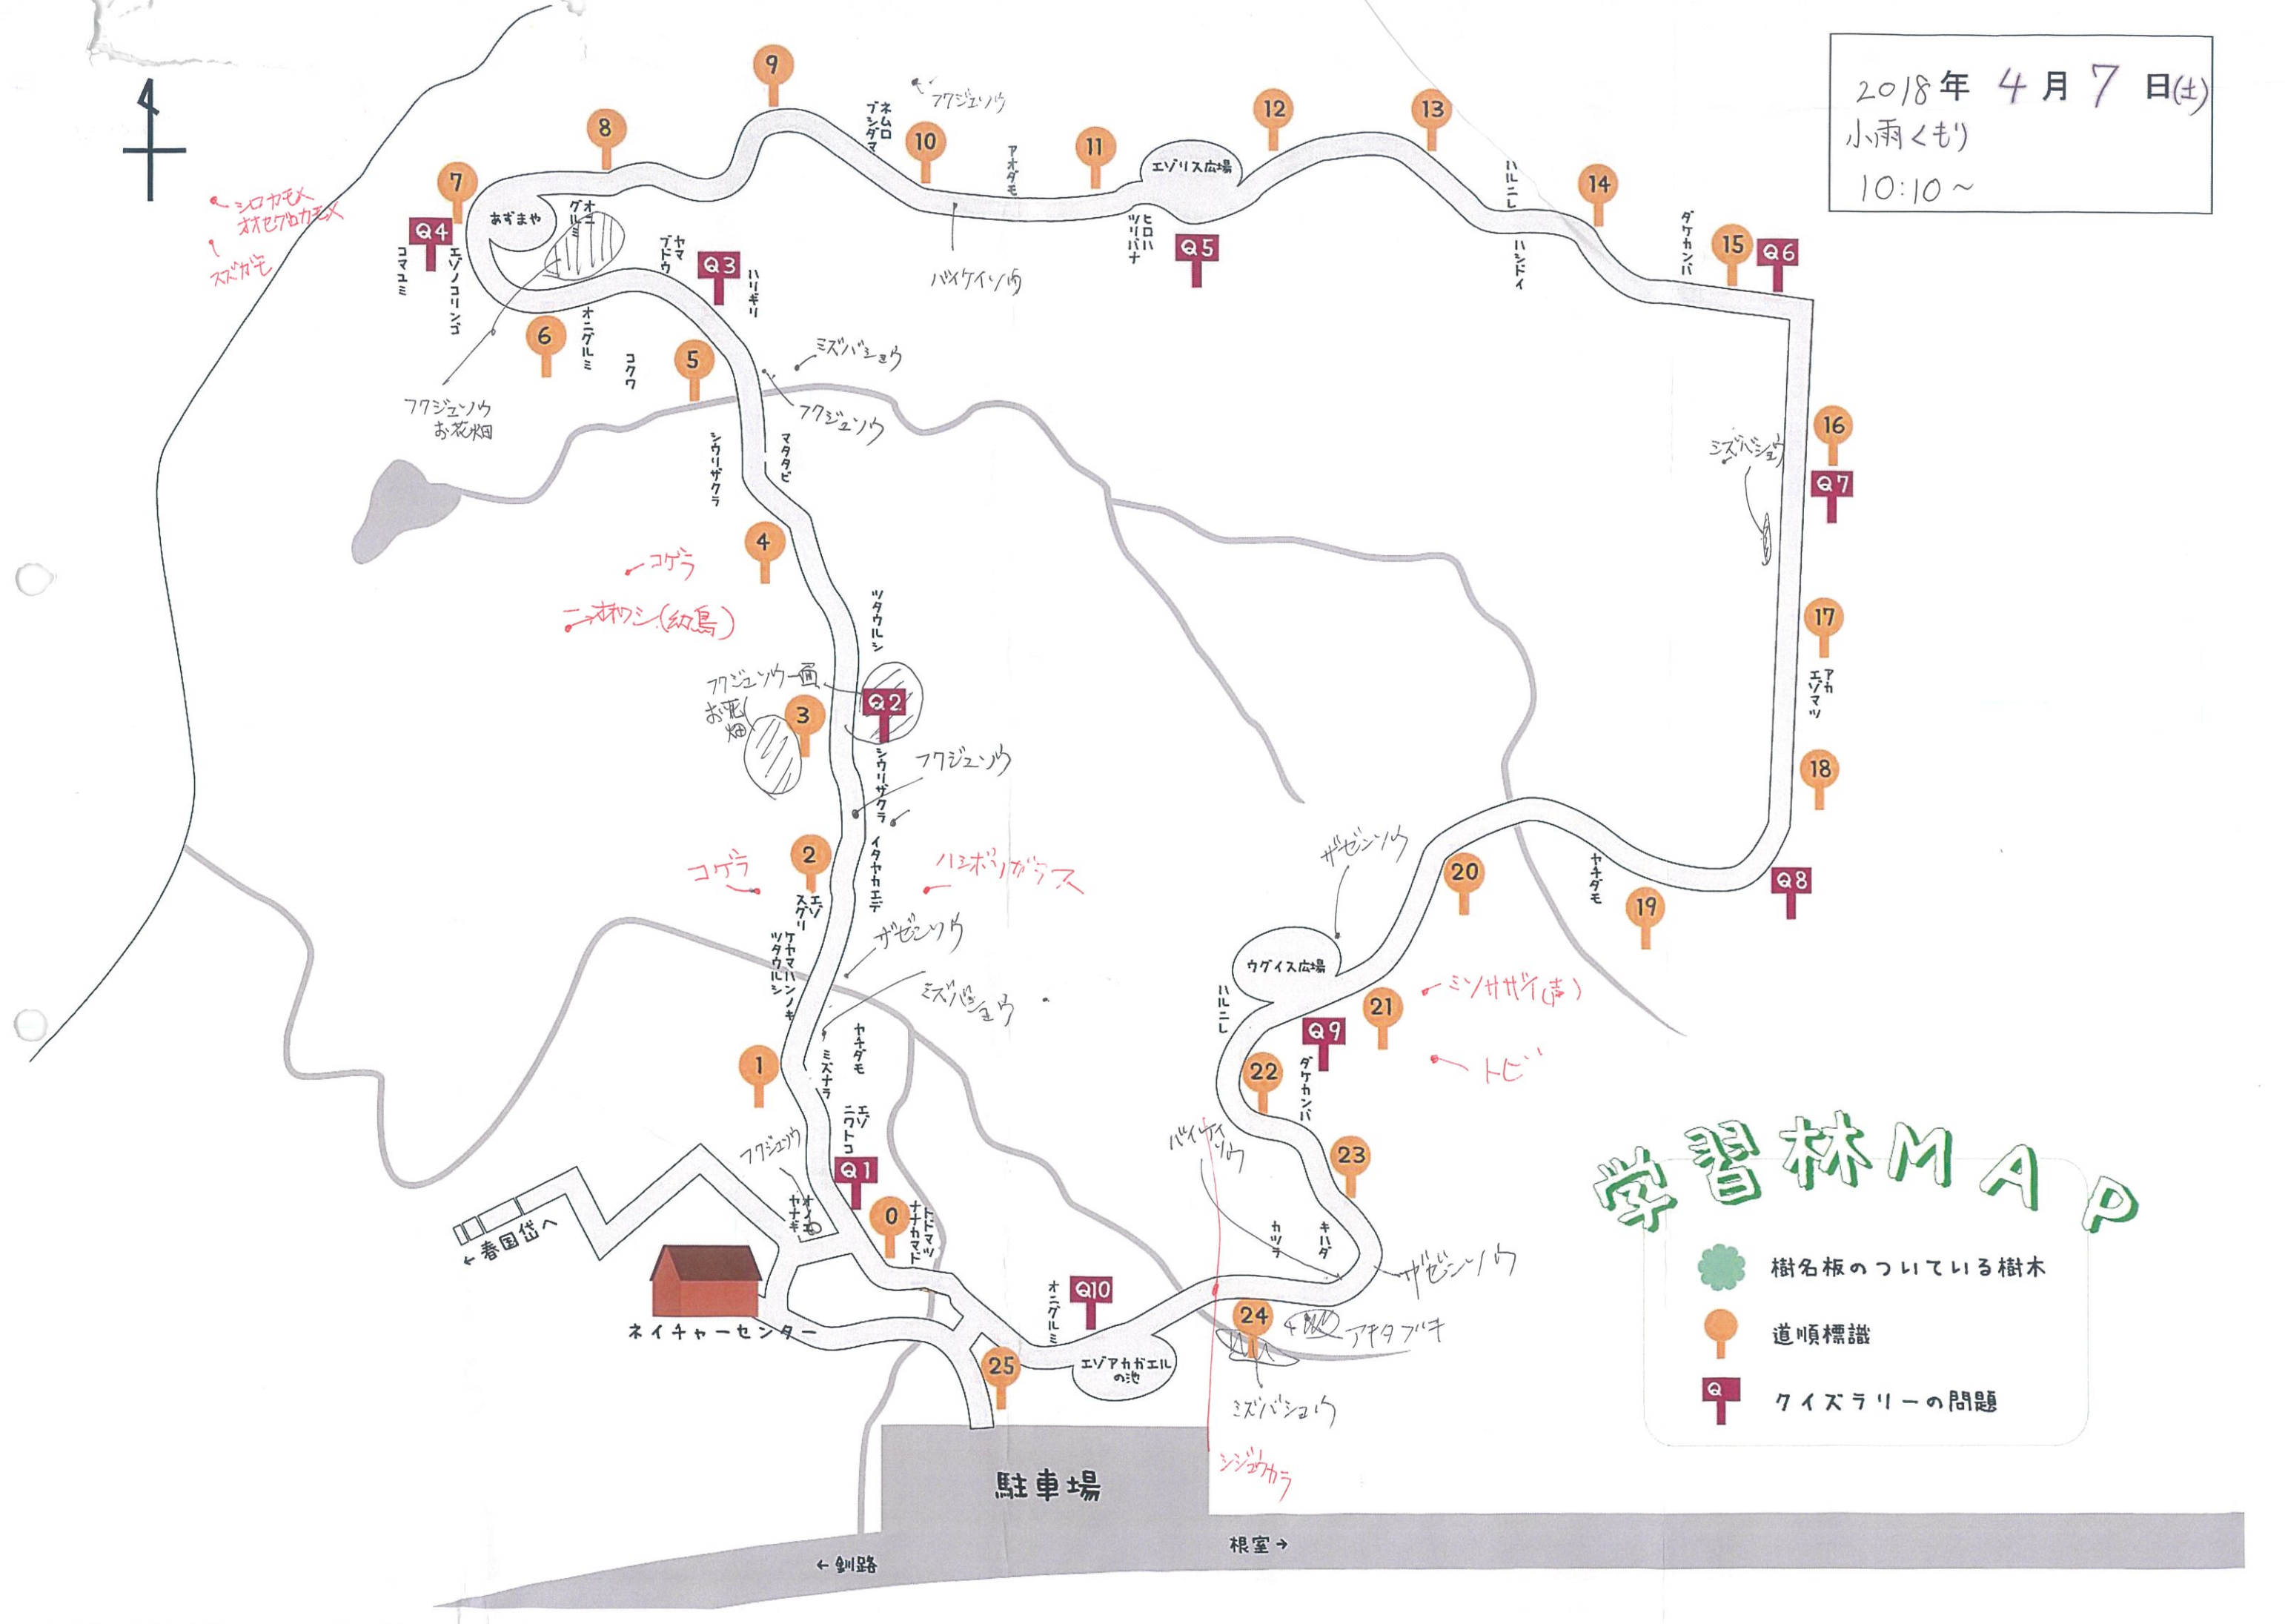 2018年 4月 7日(土)
小雨くもり
10:10～
9
フクジュソウ
8
ネムロ
ブシダマ
10
アオダモ
11
エゾリス広場
12
13
ハルニレ
14
7
あずまや
オニ
グルミ
Q4
コマユミ
エゾノコリンゴ
ヤマ
ブドウ
Q3
ハリギリ
バイケイソウ
ヒロハ
ツリバナ
Q5
ハシドイ
ダケカンバ
15
Q6
シロカモメ
オオセグロカモメ
スズガモ
6
オニグルミ
コクワ
5
ミズバショウ
フクジュソウ
フクジュソウ
お花畑
シウリザクラ
マタタビ
16
ミズバショウ
Q7
4
コゲラ
オオワシ(幼鳥)
ツタウルシ
17
アカ
エゾマツ
フクジュソウ一面
お花
畑
3
Q2
シウリザクラ
フクジュソウ
18
2
コゲラ
エゾ
スグリ
イタヤカエデ
ハシボソガラス
ザゼンソウ
20
ヤチダモ
19
Q8
ケヤマハンノキ
ツタウルシ
ザゼンソウ
ミズバショウ
ウグイス広場
ハルニレ
21
ミソサザイ(声)
Q9
トビ
1
ヤチダモ
ミズナラ
22
ダケカンバ
エゾ
ニワトコ
フクジュソウ
Q1
バイケイ
ソウ
23
オノエ
ヤナギ
0
トドマツ
ナナカマド
カツラ
キハダ
ザゼンソウ
←春国岱へ
ネイチャーセンター
オニグルミ
Q10
24
アキタブキ
25
エゾアカガエル
の池
ミズバショウ
シジュウカラ
駐車場
根室→
←釧路
学習林MAP
樹名板のついている樹木
道順標識
Q
クイズラリーの問題